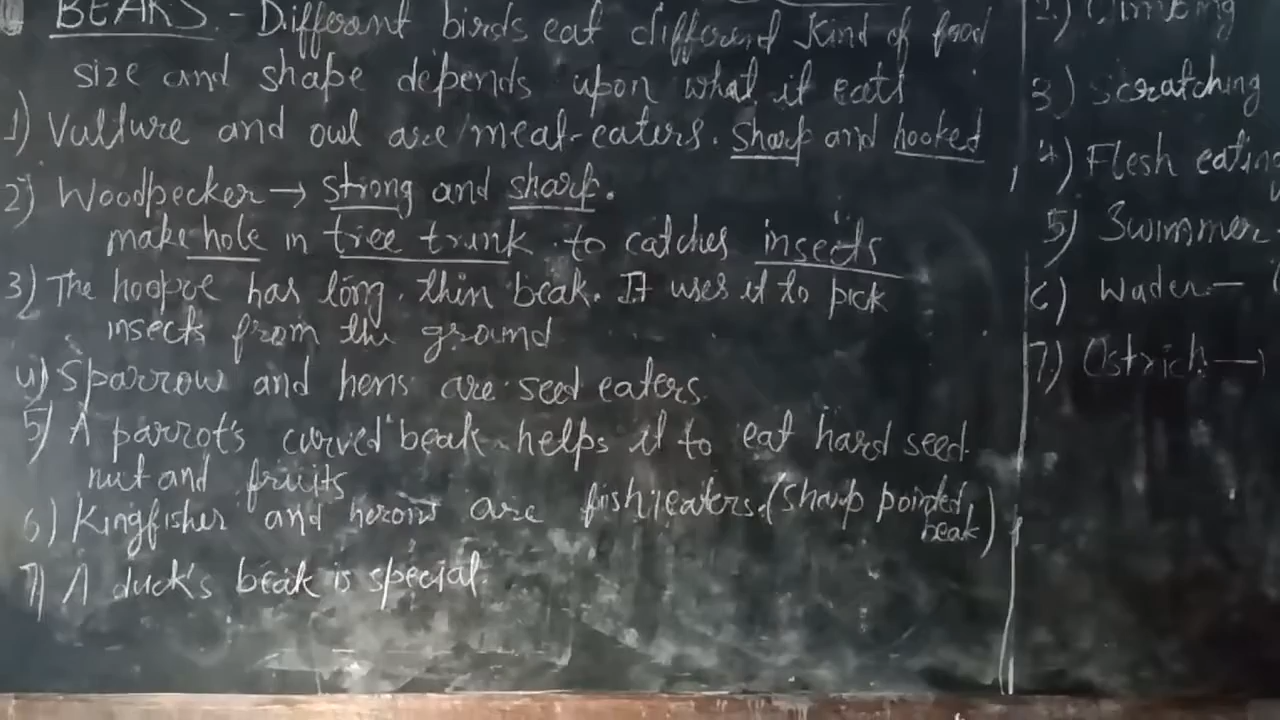 BEAKS - Different birds eat different kind of food
size and shape depends upon what it eats
1) Vulture and owl are meat-eaters. Sharp and hooked
2) Woodpecker → strong and sharp.
make hole in tree trunk to catches insects
3) The hoopoe has long, thin beak. It uses it to pick
insects from the ground
4) Sparrow and hens are seed eaters.
5) A parrot's curved beak helps it to eat hard seed
nut and fruits
6) Kingfisher and herons are fish eaters. (Sharp pointed
beak)
7) A duck's beak is special.
2) Climbing
3) Scratching
4) Flesh eating
5) Swimmer
6) Wader —
7) Ostrich —